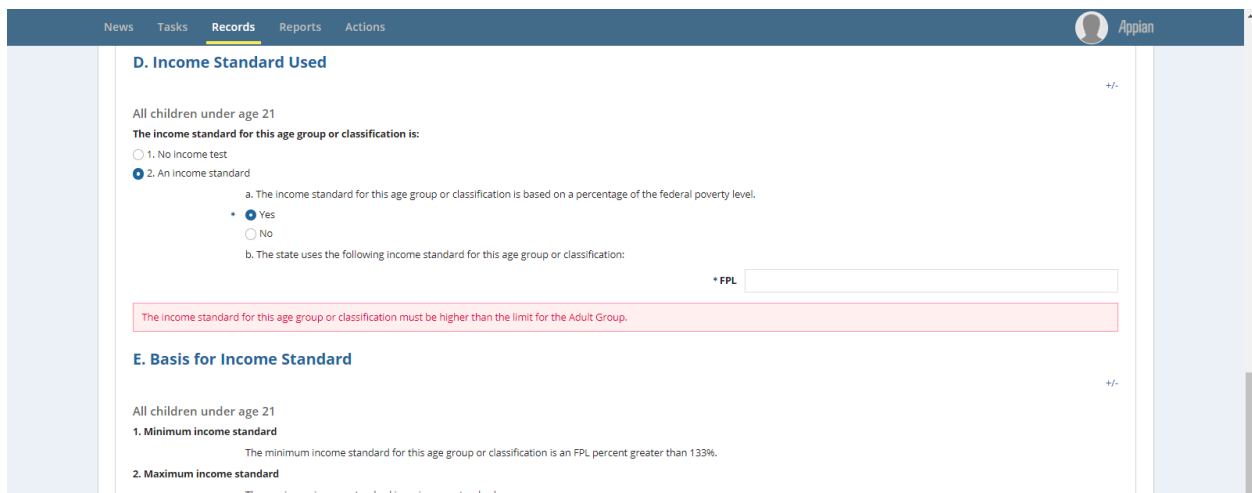 News Tasks Records Reports Actions Appian
D. Income Standard Used
+/-
All children under age 21
The income standard for this age group or classification is:
1. No income test
2. An income standard
a. The income standard for this age group or classification is based on a percentage of the federal poverty level.
* Yes
No
b. The state uses the following income standard for this age group or classification:
* FPL
The income standard for this age group or classification must be higher than the limit for the Adult Group.
E. Basis for Income Standard
+/-
All children under age 21
1. Minimum income standard
The minimum income standard for this age group or classification is an FPL percent greater than 133%.
2. Maximum income standard